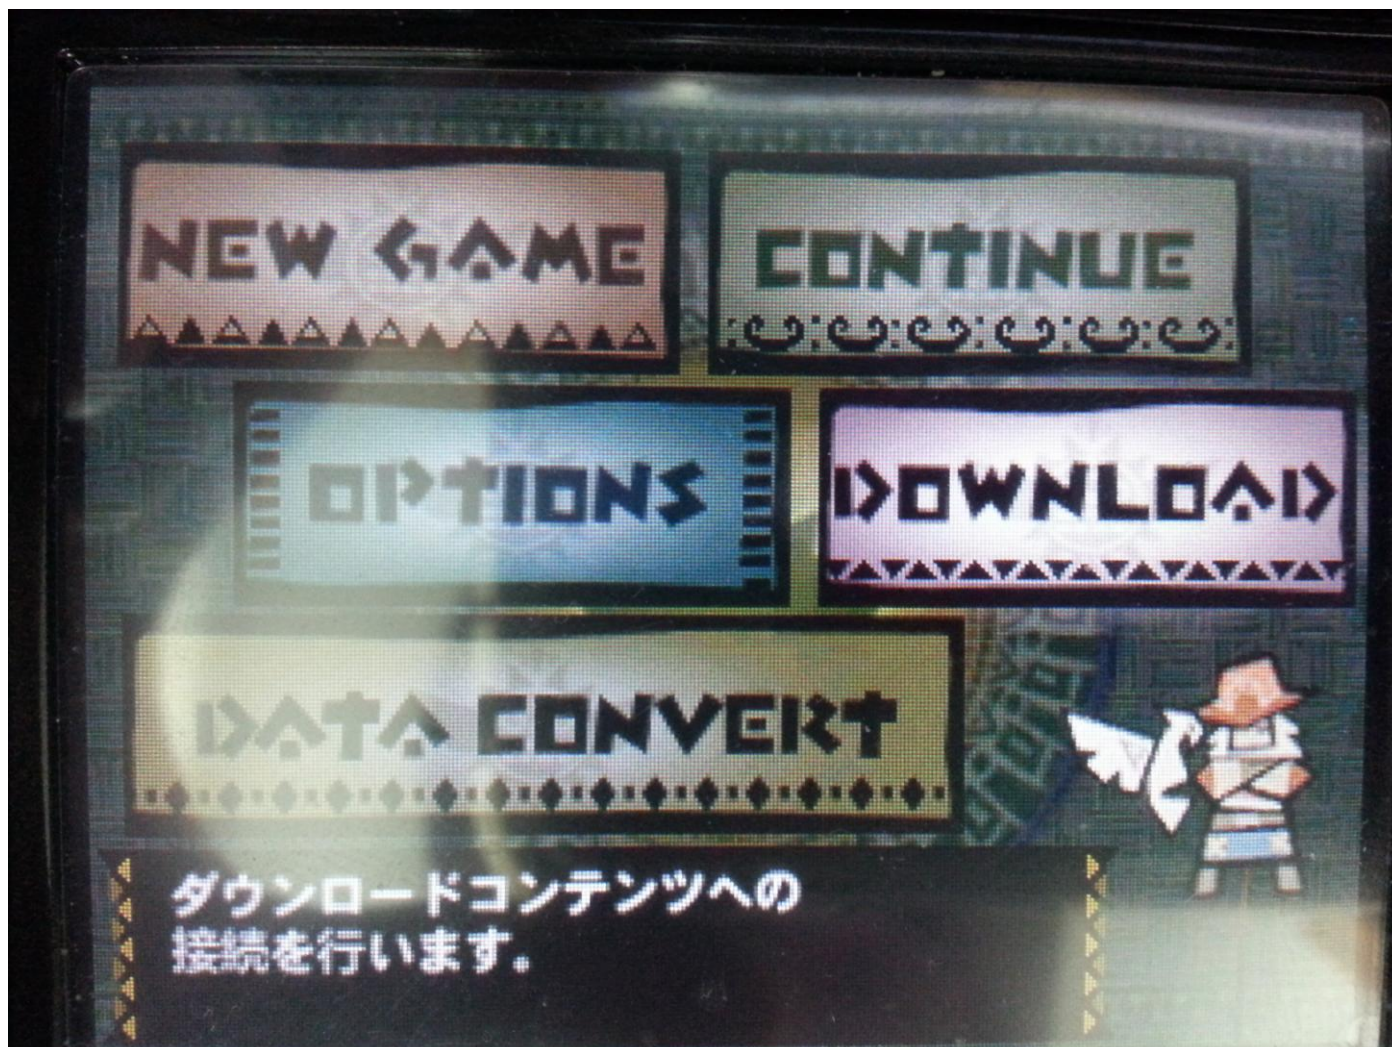 NEW GAME
CONTINUE
OPTIONS
DOWNLOAD
DATA CONVERT
ダウンロードコンテンツへの
接続を行います。